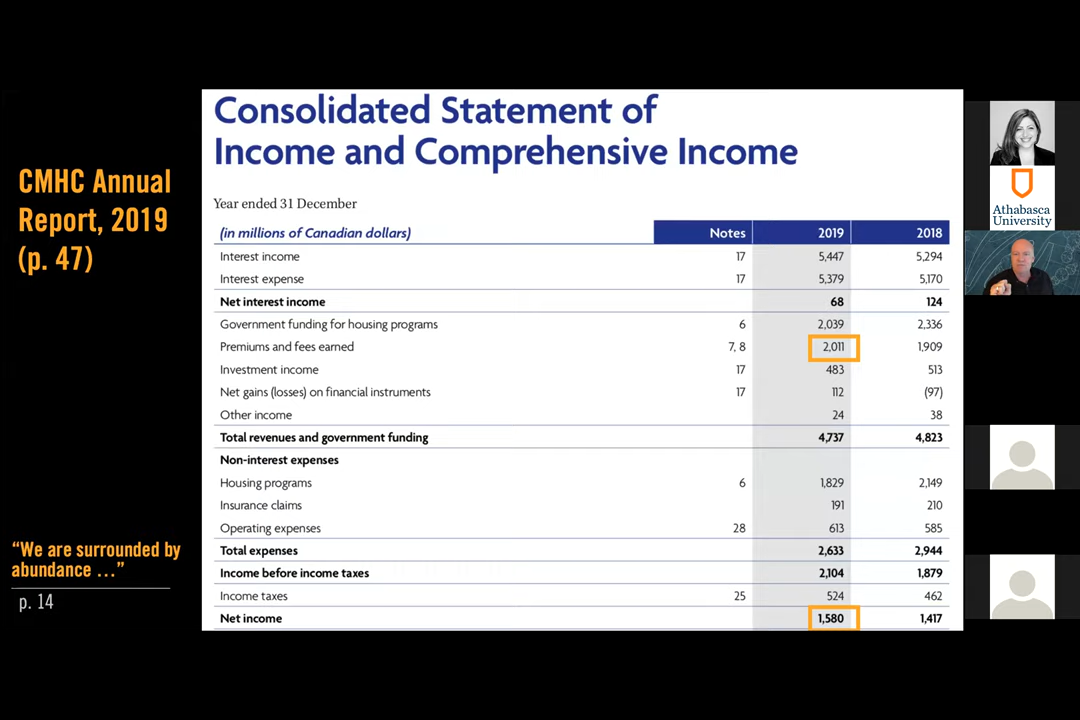 CMHC Annual
Report, 2019
(p. 47)
“We are surrounded by
abundance …”
p. 14
Consolidated Statement of
Income and Comprehensive Income
Year ended 31 December
(in millions of Canadian dollars) Notes 2019 2018
Interest income 17 5,447 5,294
Interest expense 17 5,379 5,170
Net interest income 68 124
Government funding for housing programs 6 2,039 2,336
Premiums and fees earned 7, 8 2,011 1,909
Investment income 17 483 513
Net gains (losses) on financial instruments 17 112 (97)
Other income 24 38
Total revenues and government funding 4,737 4,823
Non-interest expenses
Housing programs 6 1,829 2,149
Insurance claims 191 210
Operating expenses 28 613 585
Total expenses 2,633 2,944
Income before income taxes 2,104 1,879
Income taxes 25 524 462
Net income 1,580 1,417
Athabasca
University